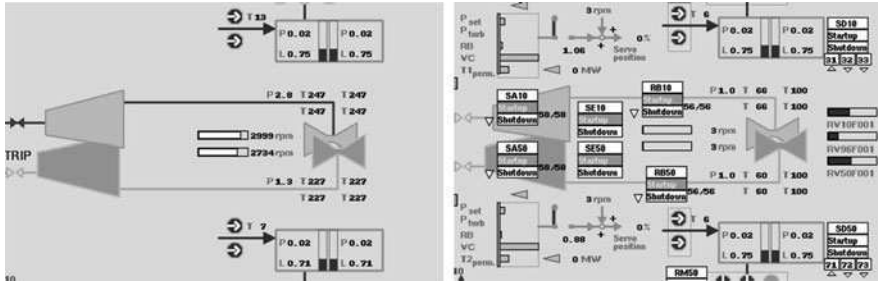 T 13
P 0.02 P 0.02
L 0.75 L 0.75
P 2.0 T 247 T 247
T 247 T 247
2999 rpm
2734 rpm
TRIP
P 1.3 T 227 T 227
T 227 T 227
T 7
P 0.02 P 0.02
L 0.71 L 0.71
10
P set
P turb
RB
VC
T1 perm.
3 rpm
1.06
Servo position
0%
0 MW
T 6
P 0.02 P 0.02
L 0.75 L 0.75
SD10
Startup
Shutdown
31 32 33
SA10
Startup
Shutdown
58/58
SE10
Startup
Shutdown
RB10
Startup
Shutdown
56/56
P 1.0 T 66 T 100
T 66 T 100
3 rpm
3 rpm
RV10F001
RV96F001
RV50F001
SA50
Startup
Shutdown
58/58
SE50
Startup
Shutdown
RB50
Startup
Shutdown
56/56
P 1.0 T 60 T 100
T 60 T 100
P set
P turb
RB
VC
T2 perm.
3 rpm
0.88
Servo position
0%
0 MW
T 6
P 0.02 P 0.02
L 0.75 L 0.75
SD50
Startup
Shutdown
71 72 73
10
RM50